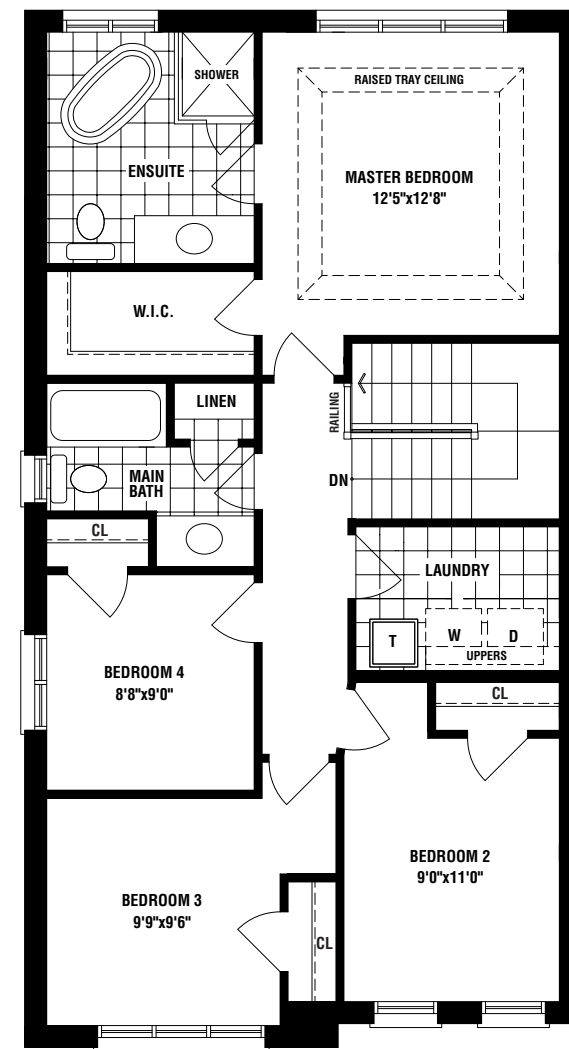 SHOWER
RAISED TRAY CEILING
ENSUITE
MASTER BEDROOM
12'5"x12'8"
W.I.C.
LINEN
RAILING
MAIN
BATH
DN
CL
LAUNDRY
T
W
D
UPPERS
BEDROOM 4
8'8"x9'0"
CL
BEDROOM 2
9'0"x11'0"
BEDROOM 3
9'9"x9'6"
CL